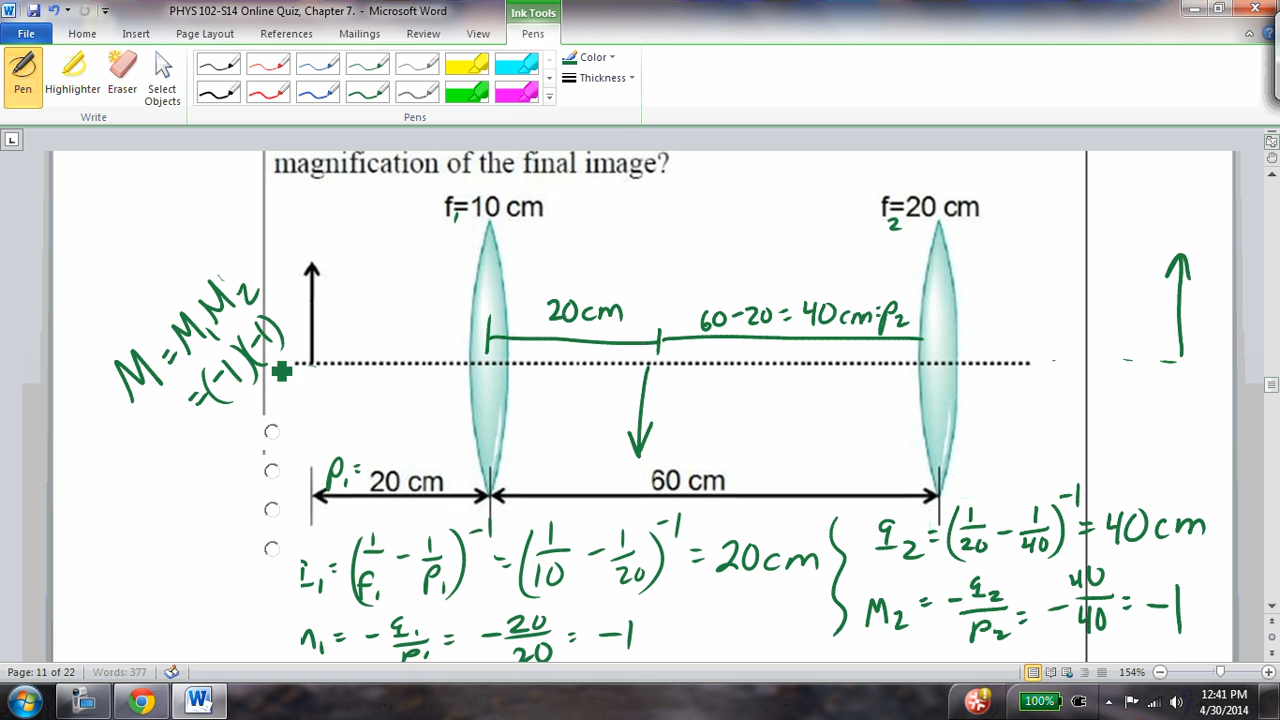 PHYS 102-S14 Online Quiz, Chapter 7. - Microsoft Word
Ink Tools
File Home Insert Page Layout References Mailings Review View Pens
Pen Highlighter Eraser Select Objects
Color
Thickness
Write Pens
magnification of the final image?
f₁=10 cm f₂=20 cm
M = M₁M₂
= (-1)(-1)
20cm 60-20 = 40cm = p₂
p₁ = 20 cm 60 cm
= (1/f₁ - 1/p₁)⁻¹ = (1/10 - 1/20)⁻¹ = 20cm
q₂ = (1/20 - 1/40)⁻¹ = 40cm
= -q₁/p₁ = -20/20 = -1
M₂ = -q₂/p₂ = -40/40 = -1
Page: 11 of 22 Words: 377 154%
100% 12:41 PM
4/30/2014